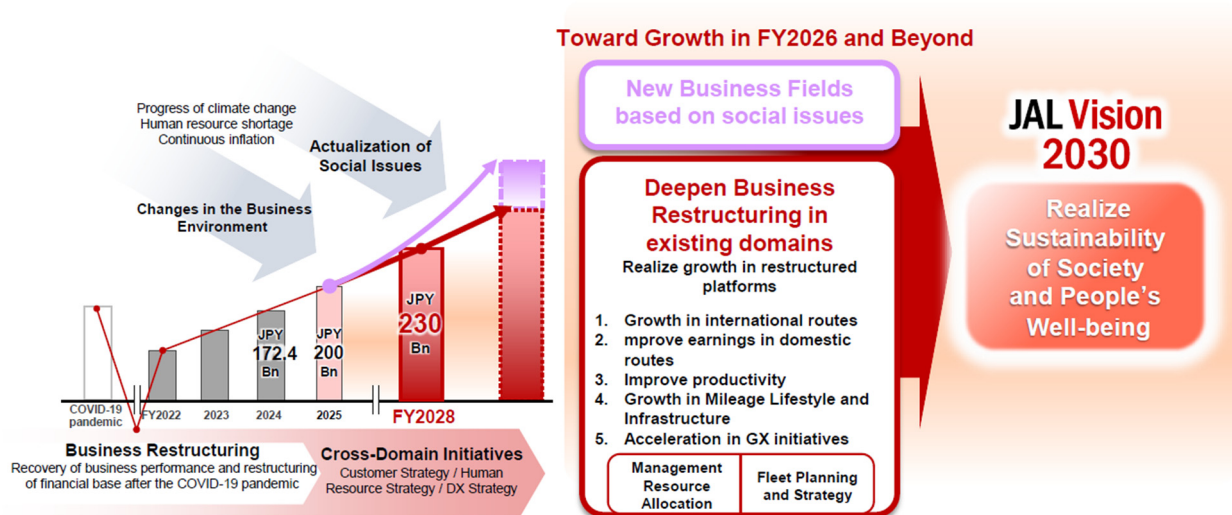 Toward Growth in FY2026 and Beyond
Progress of climate change
Human resource shortage
Continuous inflation
Actualization of
Social Issues
Changes in the Business
Environment
JPY
172.4
Bn
JPY
200
Bn
JPY
230
Bn
COVID-19
pandemic
FY2022
2023
2024
2025
FY2028
Business Restructuring
Recovery of business performance and restructuring
of financial base after the COVID-19 pandemic
Cross-Domain Initiatives
Customer Strategy / Human
Resource Strategy / DX Strategy
New Business Fields
based on social issues
Deepen Business
Restructuring in
existing domains
Realize growth in restructured
platforms
1. Growth in international routes
2. mprove earnings in domestic
routes
3. Improve productivity
4. Growth in Mileage Lifestyle and
Infrastructure
5. Acceleration in GX initiatives
Management
Resource
Allocation
Fleet Planning
and Strategy
JAL Vision
2030
Realize
Sustainability
of Society
and People's
Well-being